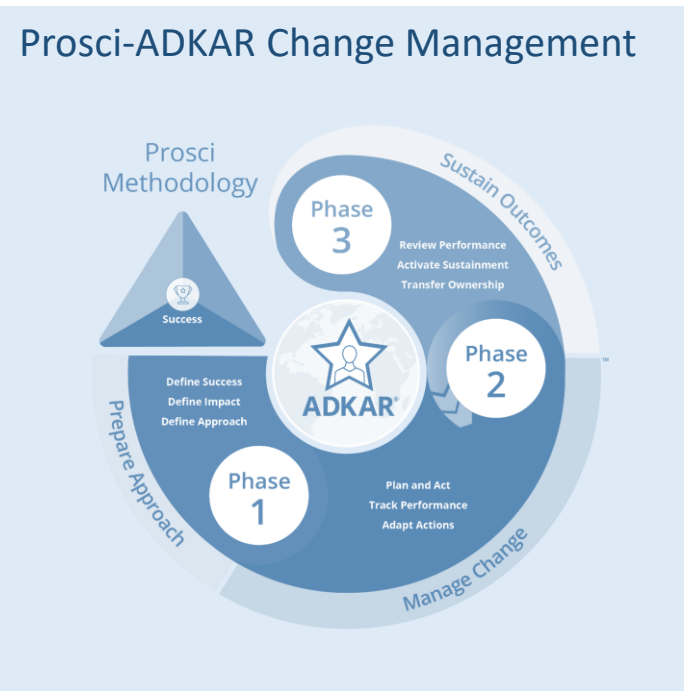 Prosci-ADKAR Change Management
Prosci
Methodology
Success
Sustain Outcomes
Phase
3
Review Performance
Activate Sustainment
Transfer Ownership
ADKAR®
Phase
2
™
Define Success
Define Impact
Define Approach
Prepare Approach
Phase
1
Plan and Act
Track Performance
Adapt Actions
Manage Change